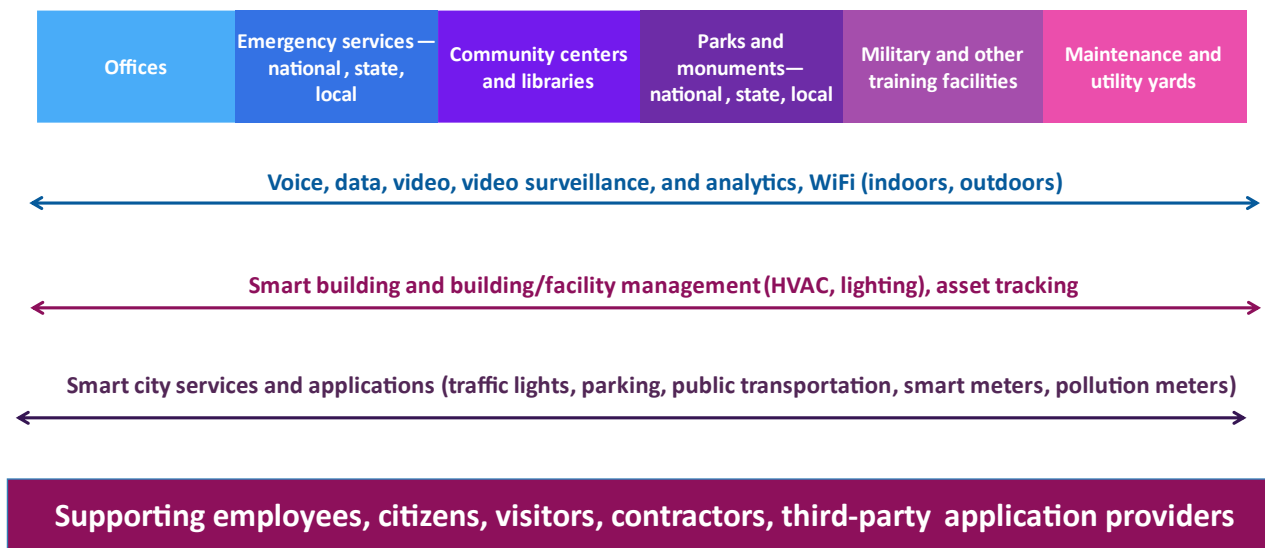 Offices
Emergency services—
national, state,
local
Community centers
and libraries
Parks and
monuments—
national, state, local
Military and other
training facilities
Maintenance and
utility yards
Voice, data, video, video surveillance, and analytics, WiFi (indoors, outdoors)
Smart building and building/facility management (HVAC, lighting), asset tracking
Smart city services and applications (traffic lights, parking, public transportation, smart meters, pollution meters)
Supporting employees, citizens, visitors, contractors, third-party application providers